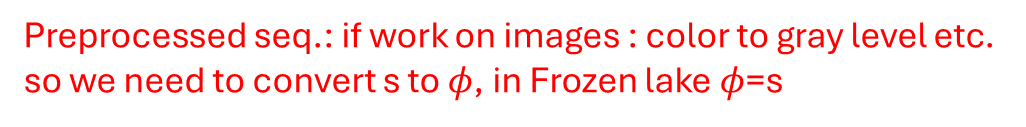 Preprocessed seq.: if work on images : color to gray level etc.
so we need to convert s to ϕ, in Frozen lake ϕ=s